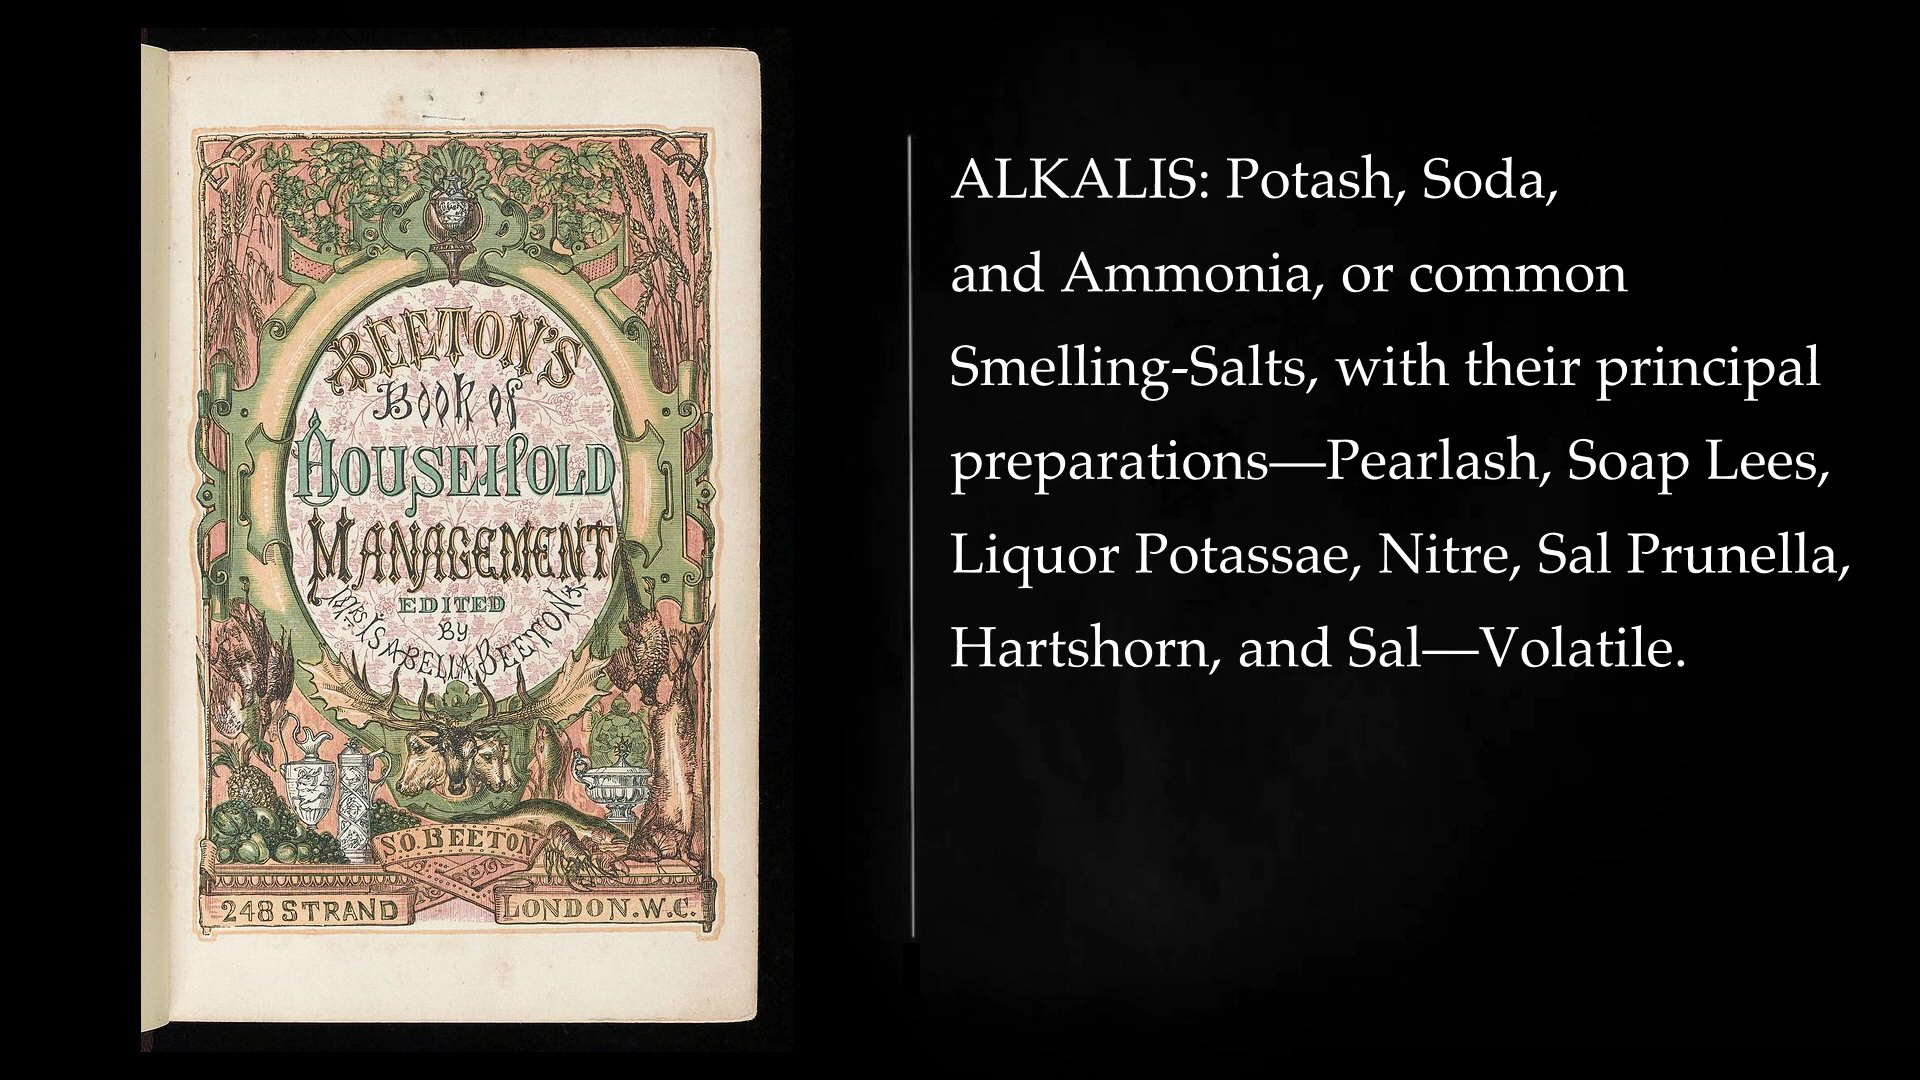 BEETON'S
Book of
HOUSEHOLD
MANAGEMENT
EDITED
BY
MRS ISABELLA BEETON
S.O. BEETON
248 STRAND
LONDON. W.C.
ALKALIS: Potash, Soda,
and Ammonia, or common
Smelling-Salts, with their principal
preparations—Pearlash, Soap Lees,
Liquor Potassae, Nitre, Sal Prunella,
Hartshorn, and Sal—Volatile.